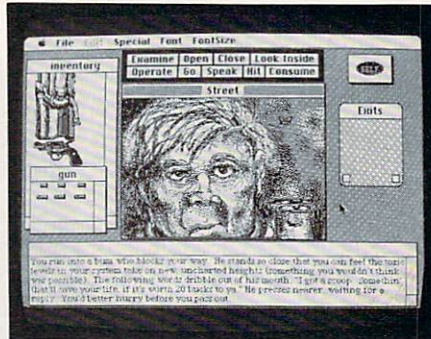 File Edit Special Font FontSize
inventory
Examine Open Close Look Inside
Operate Go Speak Hit Consume
SELF
Street
Exits
gun
You run into a bum who blocks your way. He stands so close that you can feel the toxic
levels in your system take on new, uncharted heights (something you wouldn't think
was possible). The following words dribble out of his mouth. "I got a scoop. Somethin'
that'll save your life, if it's worth 20 bucks to ya." He presses nearer, waiting for a
reply. You'd better hurry before you pass out.